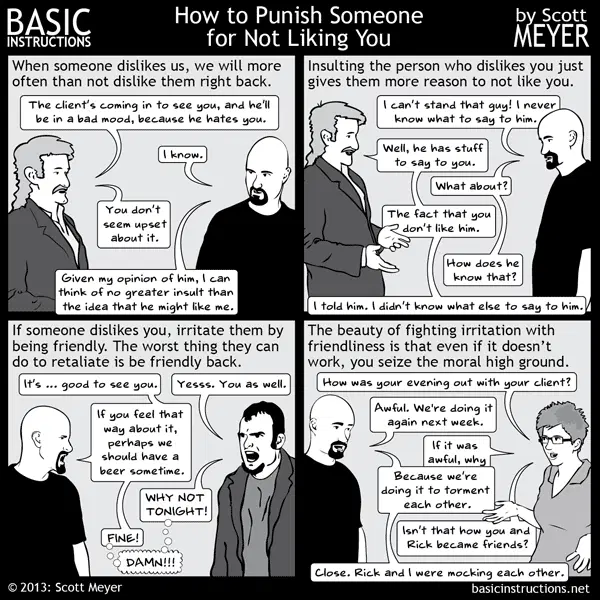 BASIC
INSTRUCTIONS
How to Punish Someone
for Not Liking You
by Scott
MEYER
When someone dislikes us, we will more
often than not dislike them right back.
The client's coming in to see you, and he'll
be in a bad mood, because he hates you.
I know.
You don't
seem upset
about it.
Given my opinion of him, I can
think of no greater insult than
the idea that he might like me.
Insulting the person who dislikes you just
gives them more reason to not like you.
I can't stand that guy! I never
know what to say to him.
Well, he has stuff
to say to you.
What about?
The fact that you
don't like him.
How does he
know that?
I told him. I didn't know what else to say to him.
If someone dislikes you, irritate them by
being friendly. The worst thing they can
do to retaliate is be friendly back.
It's ... good to see you.
Yesss. You as well.
If you feel that
way about it,
perhaps we
should have a
beer sometime.
WHY NOT
TONIGHT!
FINE!
DAMN!!!
The beauty of fighting irritation with
friendliness is that even if it doesn't
work, you seize the moral high ground.
How was your evening out with your client?
Awful. We're doing it
again next week.
If it was
awful, why
Because we're
doing it to torment
each other.
Isn't that how you and
Rick became friends?
Close. Rick and I were mocking each other.
© 2013: Scott Meyer
basicinstructions.net